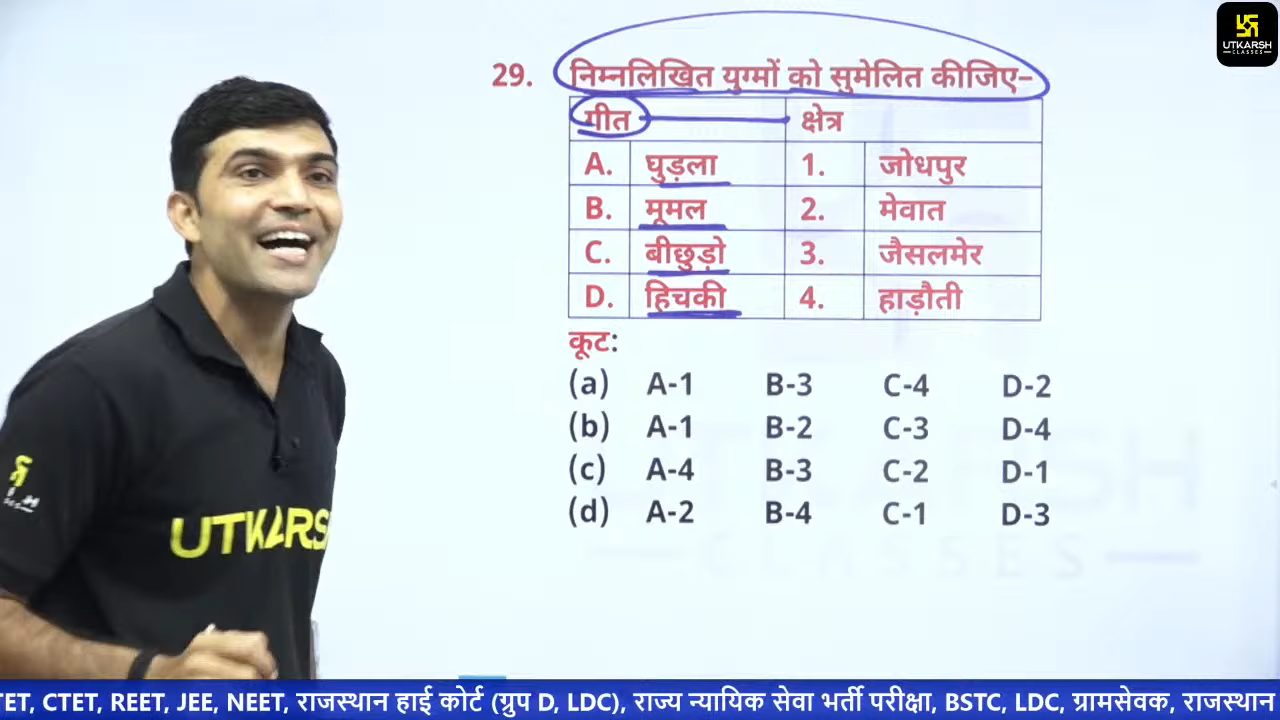 UTKARSH
CLASSES
29. निम्नलिखित युग्मों को सुमेलित कीजिए–
गीत क्षेत्र
A. घुड़ला 1. जोधपुर
B. मूमल 2. मेवात
C. बीछुड़ो 3. जैसलमेर
D. हिचकी 4. हाड़ौती
कूट:
(a) A-1 B-3 C-4 D-2
(b) A-1 B-2 C-3 D-4
(c) A-4 B-3 C-2 D-1
(d) A-2 B-4 C-1 D-3
UTKARSH
CLASSES
TET, CTET, REET, JEE, NEET, राजस्थान हाई कोर्ट (ग्रुप D, LDC), राज्य न्यायिक सेवा भर्ती परीक्षा, BSTC, LDC, ग्रामसेवक, राजस्थान